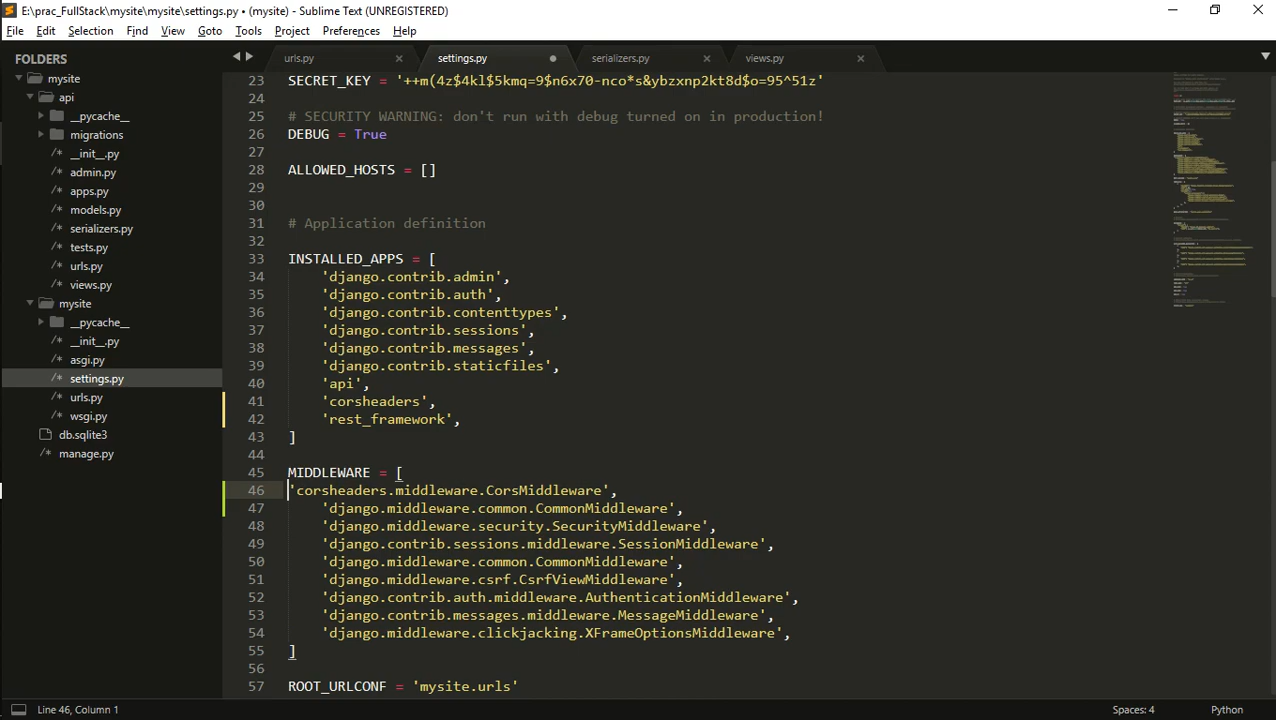 E:\prac_FullStack\mysite\mysite\settings.py • (mysite) - Sublime Text (UNREGISTERED)
File Edit Selection Find View Goto Tools Project Preferences Help
FOLDERS
mysite
api
__pycache__
migrations
/* __init__.py
/* admin.py
/* apps.py
/* models.py
/* serializers.py
/* tests.py
/* urls.py
/* views.py
mysite
__pycache__
/* __init__.py
/* asgi.py
/* settings.py
/* urls.py
/* wsgi.py
db.sqlite3
/* manage.py
urls.py settings.py serializers.py views.py
23 SECRET_KEY = '++m(4z$4kl$5kmq=9$n6x70-nco*s&ybzxnp2kt8d$o=95^51z'
24
25 # SECURITY WARNING: don't run with debug turned on in production!
26 DEBUG = True
27
28 ALLOWED_HOSTS = []
29
30
31 # Application definition
32
33 INSTALLED_APPS = [
34 'django.contrib.admin',
35 'django.contrib.auth',
36 'django.contrib.contenttypes',
37 'django.contrib.sessions',
38 'django.contrib.messages',
39 'django.contrib.staticfiles',
40 'api',
41 'corsheaders',
42 'rest_framework',
43 ]
44
45 MIDDLEWARE = [
46 'corsheaders.middleware.CorsMiddleware',
47 'django.middleware.common.CommonMiddleware',
48 'django.middleware.security.SecurityMiddleware',
49 'django.contrib.sessions.middleware.SessionMiddleware',
50 'django.middleware.common.CommonMiddleware',
51 'django.middleware.csrf.CsrfViewMiddleware',
52 'django.contrib.auth.middleware.AuthenticationMiddleware',
53 'django.contrib.messages.middleware.MessageMiddleware',
54 'django.middleware.clickjacking.XFrameOptionsMiddleware',
55 ]
56
57 ROOT_URLCONF = 'mysite.urls'
Line 46, Column 1 Spaces: 4 Python